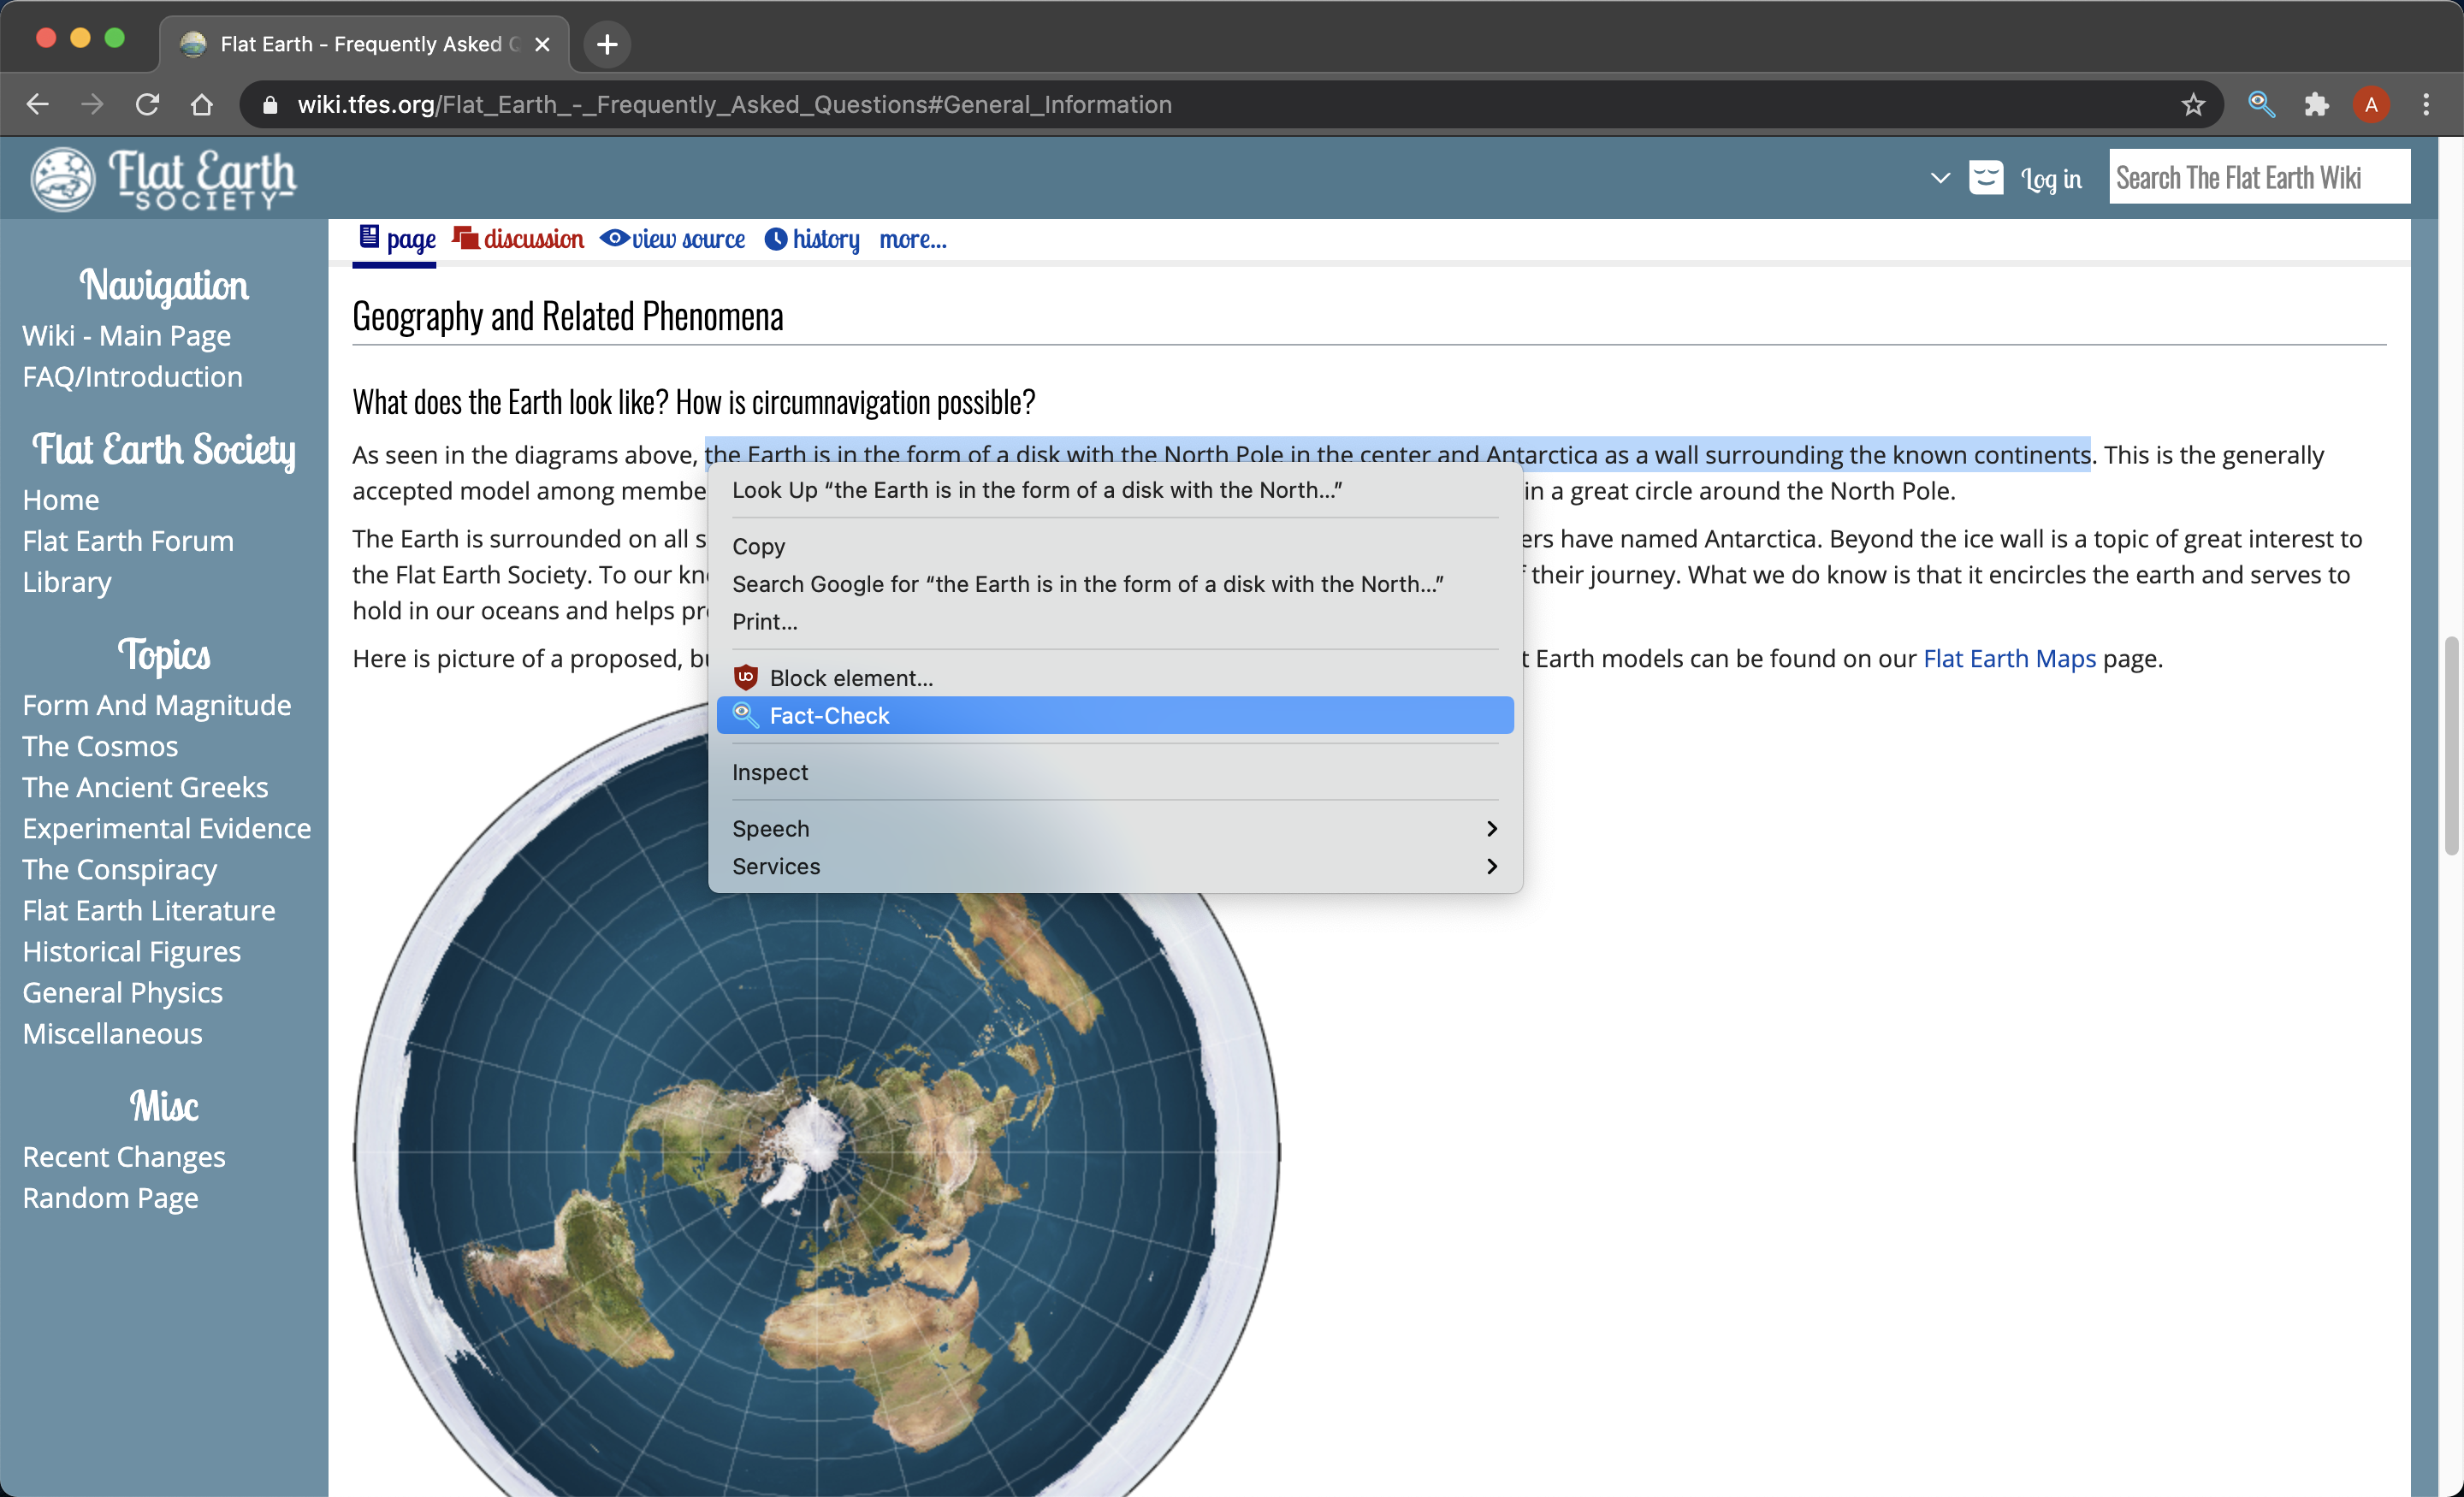 Flat Earth - Frequently Asked
wiki.tfes.org/Flat_Earth_-_Frequently_Asked_Questions#General_Information
A
Flat Earth
SOCIETY
Log in
Search The Flat Earth Wiki
page
discussion
view source
history
more...
Navigation
Wiki - Main Page
FAQ/Introduction
Flat Earth Society
Home
Flat Earth Forum
Library
Topics
Form And Magnitude
The Cosmos
The Ancient Greeks
Experimental Evidence
The Conspiracy
Flat Earth Literature
Historical Figures
General Physics
Miscellaneous
Misc
Recent Changes
Random Page
Geography and Related Phenomena
What does the Earth look like? How is circumnavigation possible?
As seen in the diagrams above, the Earth is in the form of a disk with the North Pole in the center and Antarctica as a wall surrounding the known continents. This is the generally
accepted model among in a great circle around the North Pole.
The Earth is surrounded on all have named Antarctica. Beyond the ice wall is a topic of great interest to
the Flat Earth Society. To our their journey. What we do know is that it encircles the earth and serves to
hold in our oceans and helps
Here is picture of a proposed, Earth models can be found on our Flat Earth Maps page.
Look Up “the Earth is in the form of a disk with the North...”
Copy
Search Google for “the Earth is in the form of a disk with the North...”
Print...
UO
Block element...
Fact-Check
Inspect
Speech
Services